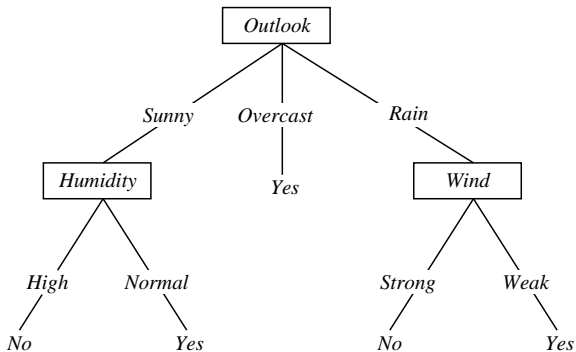 Outlook
Sunny Overcast Rain
Humidity Yes Wind
High Normal Strong Weak
No Yes No Yes